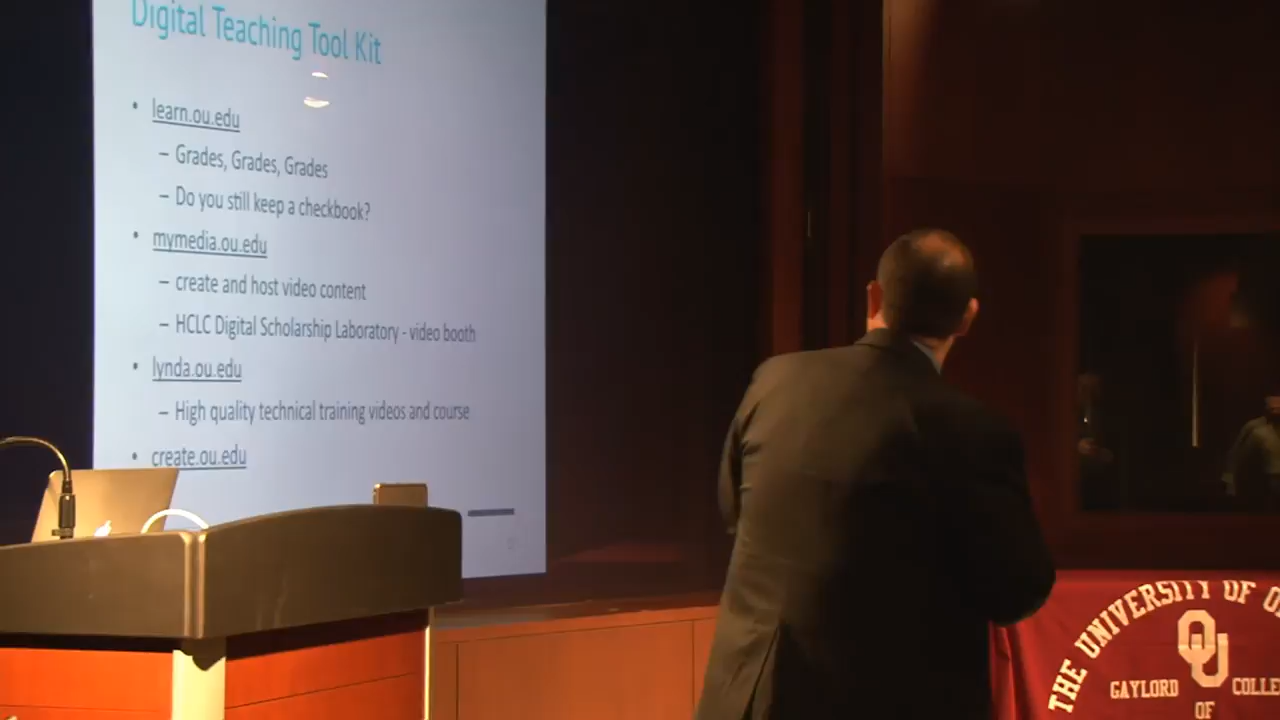 Digital Teaching Tool Kit
• learn.ou.edu
– Grades, Grades, Grades
– Do you still keep a checkbook?
• mymedia.ou.edu
– create and host video content
– HCLC Digital Scholarship Laboratory - video booth
• lynda.ou.edu
– High quality technical training videos and course
• create.ou.edu
THE UNIVERSITY OF O
OU
GAYLORD COLLE
OF